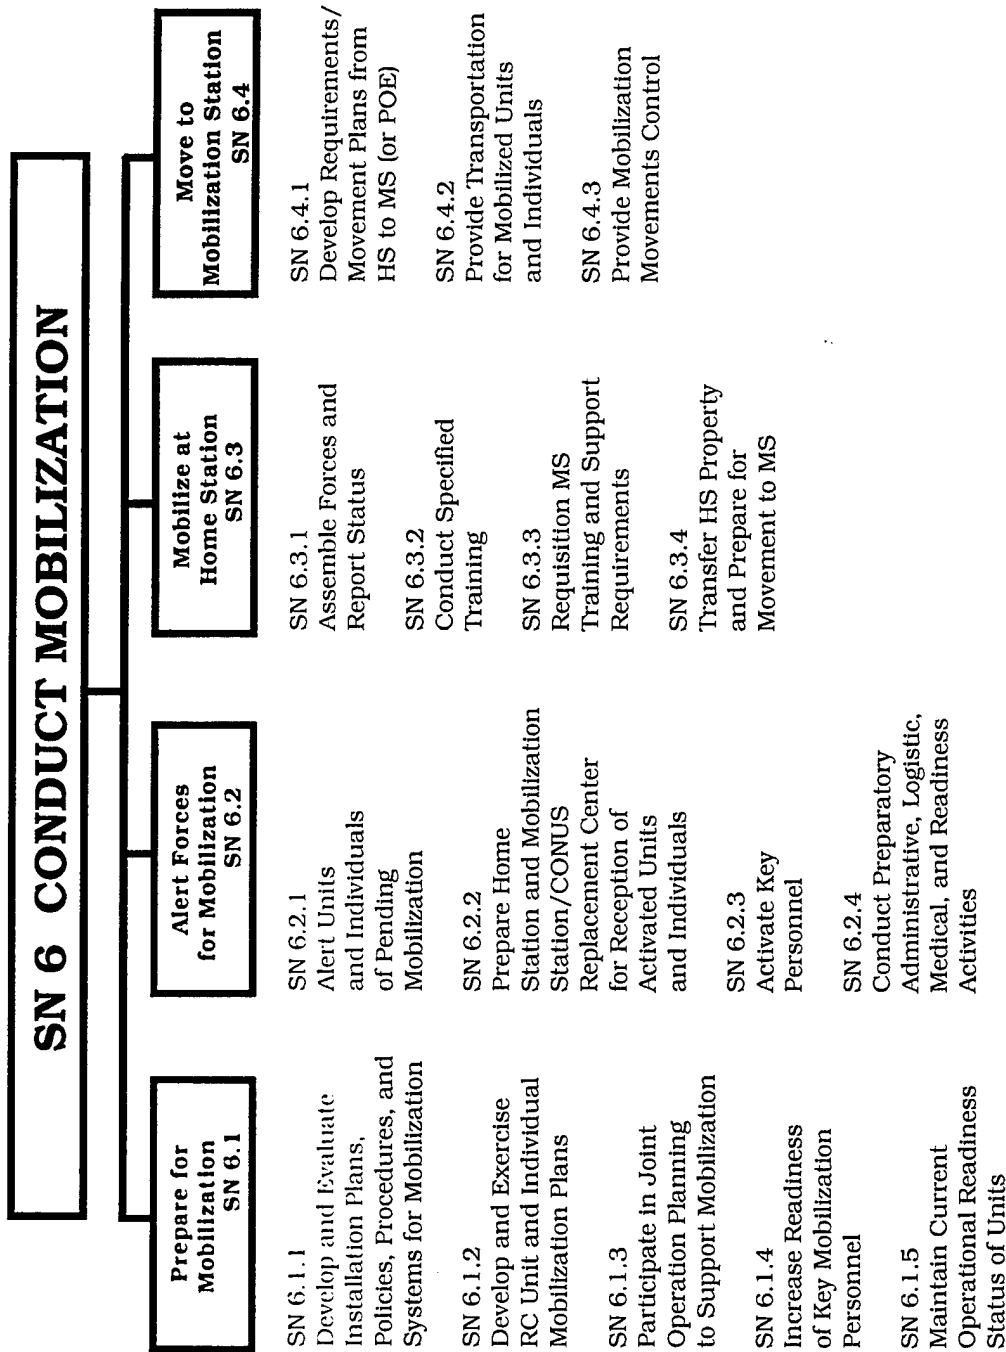 SN 6 CONDUCT MOBILIZATION
Prepare for
Mobilization
SN 6.1
SN 6.1.1
Develop and Evaluate
Installation Plans,
Policies, Procedures, and
Systems for Mobilization
SN 6.1.2
Develop and Exercise
RC Unit and Individual
Mobilization Plans
SN 6.1.3
Participate in Joint
Operation Planning
to Support Mobilization
SN 6.1.4
Increase Readiness
of Key Mobilization
Personnel
SN 6.1.5
Maintain Current
Operational Readiness
Status of Units
Alert Forces
for Mobilization
SN 6.2
SN 6.2.1
Alert Units
and Individuals
of Pending
Mobilization
SN 6.2.2
Prepare Home
Station and Mobilization
Station/CONUS
Replacement Center
for Reception of
Activated Units
and Individuals
SN 6.2.3
Activate Key
Personnel
SN 6.2.4
Conduct Preparatory
Administrative, Logistic,
Medical, and Readiness
Activities
Mobilize at
Home Station
SN 6.3
SN 6.3.1
Assemble Forces and
Report Status
SN 6.3.2
Conduct Specified
Training
SN 6.3.3
Requisition MS
Training and Support
Requirements
SN 6.3.4
Transfer HS Property
and Prepare for
Movement to MS
Move to
Mobilization Station
SN 6.4
SN 6.4.1
Develop Requirements/
Movement Plans from
HS to MS (or POE)
SN 6.4.2
Provide Transportation
for Mobilized Units
and Individuals
SN 6.4.3
Provide Mobilization
Movements Control